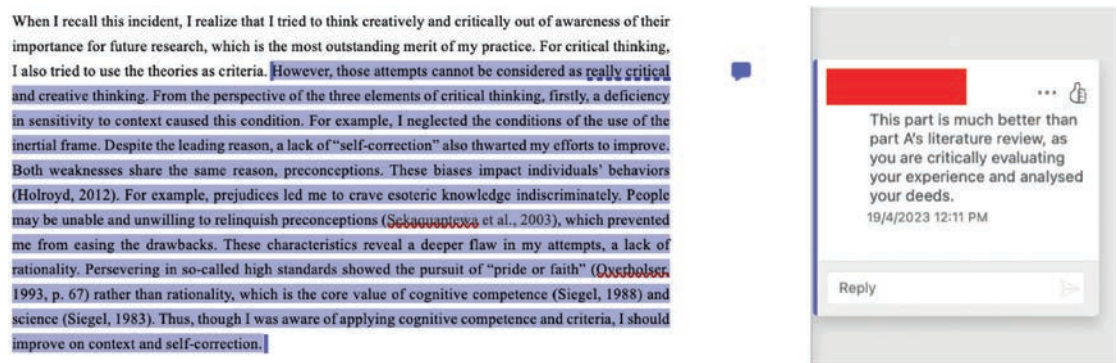 When I recall this incident, I realize that I tried to think creatively and critically out of awareness of their
importance for future research, which is the most outstanding merit of my practice. For critical thinking,
I also tried to use the theories as criteria. However, those attempts cannot be considered as really critical
and creative thinking. From the perspective of the three elements of critical thinking, firstly, a deficiency
in sensitivity to context caused this condition. For example, I neglected the conditions of the use of the
inertial frame. Despite the leading reason, a lack of “self-correction” also thwarted my efforts to improve.
Both weaknesses share the same reason, preconceptions. These biases impact individuals’ behaviors
(Holroyd, 2012). For example, prejudices led me to crave esoteric knowledge indiscriminately. People
may be unable and unwilling to relinquish preconceptions (Sekaquaptewa et al., 2003), which prevented
me from easing the drawbacks. These characteristics reveal a deeper flaw in my attempts, a lack of
rationality. Persevering in so-called high standards showed the pursuit of “pride or faith” (Overholser,
1993, p. 67) rather than rationality, which is the core value of cognitive competence (Siegel, 1988) and
science (Siegel, 1983). Thus, though I was aware of applying cognitive competence and criteria, I should
improve on context and self-correction.
This part is much better than
part A's literature review, as
you are critically evaluating
your experience and analysed
your deeds.
19/4/2023 12:11 PM
Reply